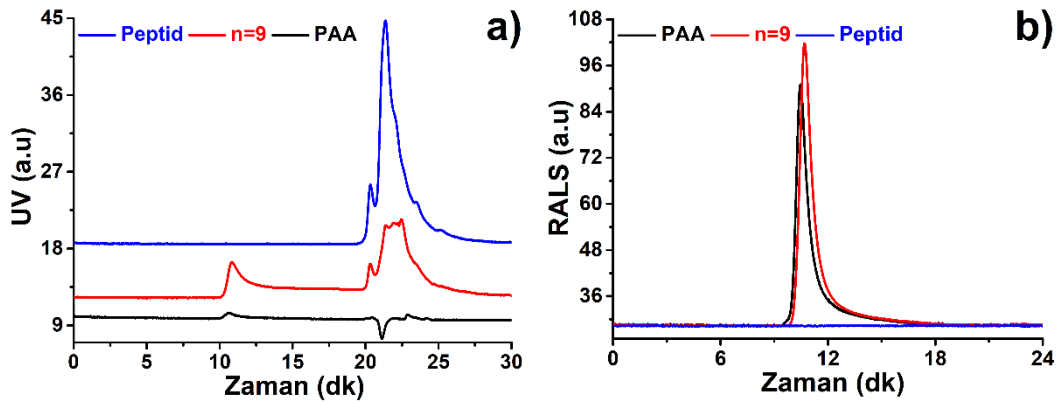 a)
Peptid n=9 PAA
UV (a.u)
45
36
27
18
9
0 5 10 15 20 25 30
Zaman (dk)
b)
PAA n=9 Peptid
RALS (a.u)
108
96
84
72
60
48
36
0 6 12 18 24
Zaman (dk)